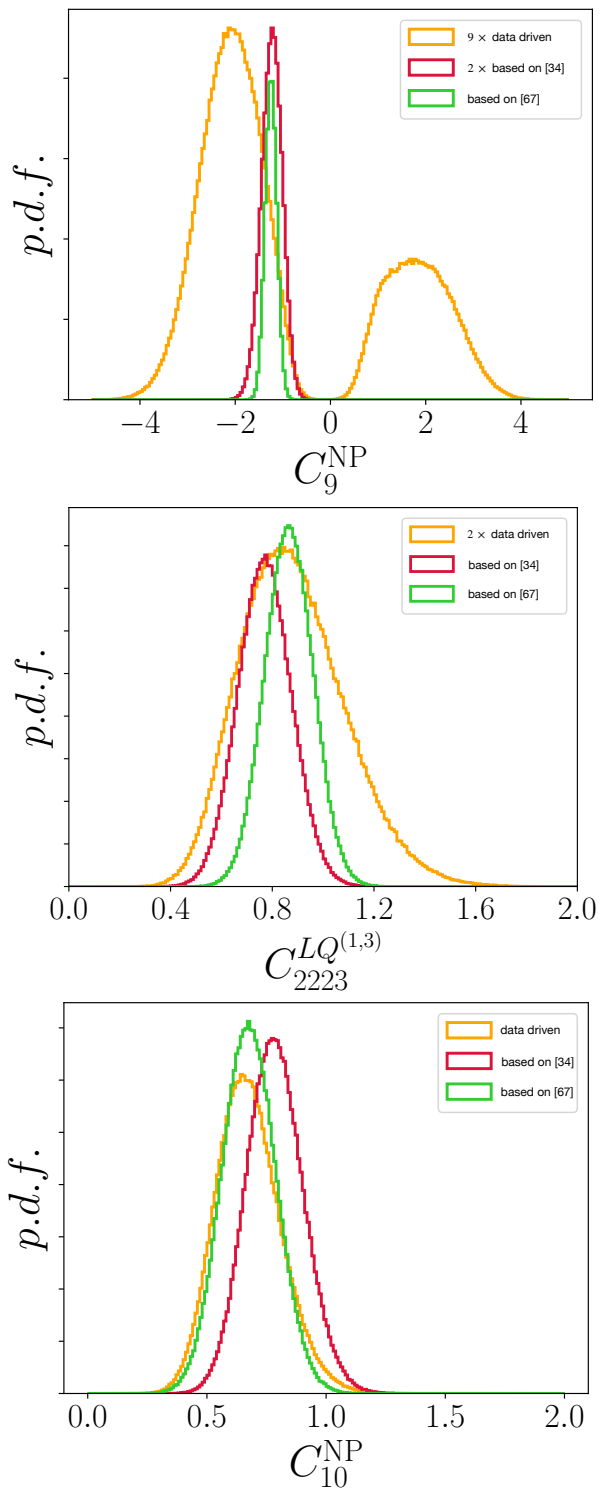 9 × data driven
2 × based on [34]
based on [67]
p.d.f.
−4 −2 0 2 4
C_9^NP
2 × data driven
based on [34]
based on [67]
p.d.f.
0.0 0.4 0.8 1.2 1.6 2.0
C_2223^LQ^(1,3)
data driven
based on [34]
based on [67]
p.d.f.
0.0 0.5 1.0 1.5 2.0
C_10^NP